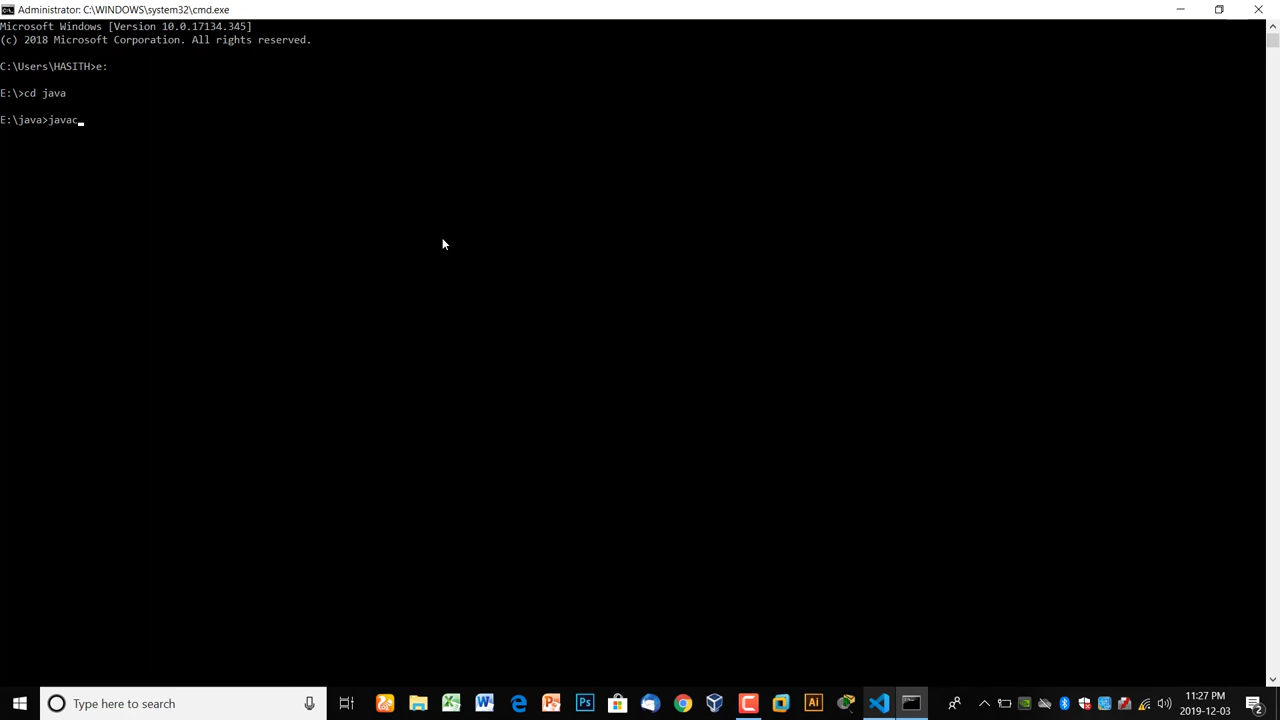 Administrator: C:\WINDOWS\system32\cmd.exe
Microsoft Windows [Version 10.0.17134.345]
(c) 2018 Microsoft Corporation. All rights reserved.
C:\Users\HASITH>e:
E:\>cd java
E:\java>javac
Type here to search
11:27 PM
2019-12-03
2